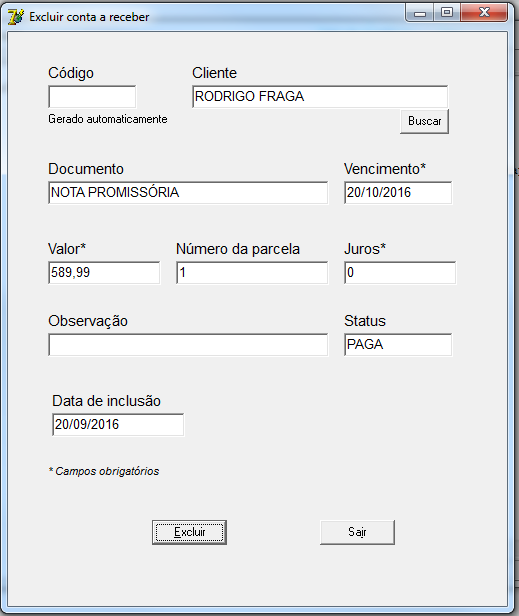 Excluir conta a receber
Código
Cliente
RODRIGO FRAGA
Gerado automaticamente
Buscar
Documento
Vencimento*
NOTA PROMISSÓRIA
20/10/2016
Valor*
Número da parcela
Juros*
589,99
1
0
Observação
Status
PAGA
Data de inclusão
20/09/2016
* Campos obrigatórios
Excluir
Sair